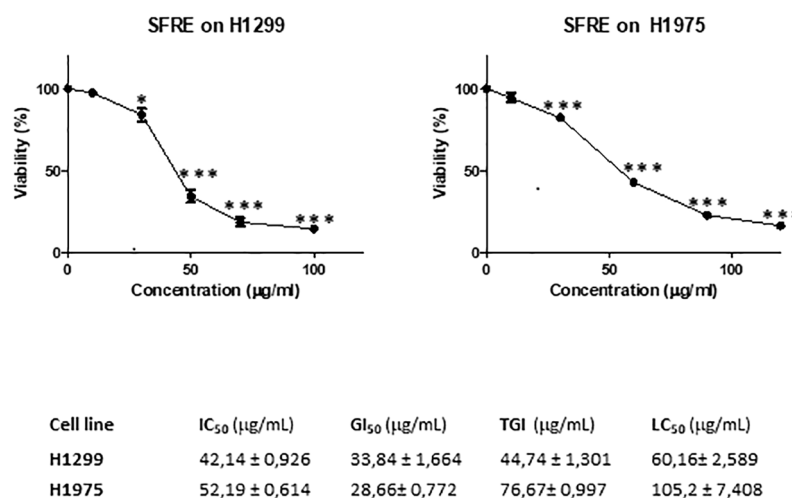 SFRE on H1299
Viability (%)
100
50
0
*
* * *
* * *
* * *
0 50 100
Concentration (μg/ml)
SFRE on H1975
Viability (%)
100
50
0
* * *
* * *
* * *
* * *
0 50 100
Concentration (μg/ml)
Cell line IC50 (μg/mL) GI50 (μg/mL) TGI (μg/mL) LC50 (μg/mL)
H1299 42,14 ± 0,926 33,84 ± 1,664 44,74 ± 1,301 60,16± 2,589
H1975 52,19 ± 0,614 28,66± 0,772 76,67± 0,997 105,2 ± 7,408